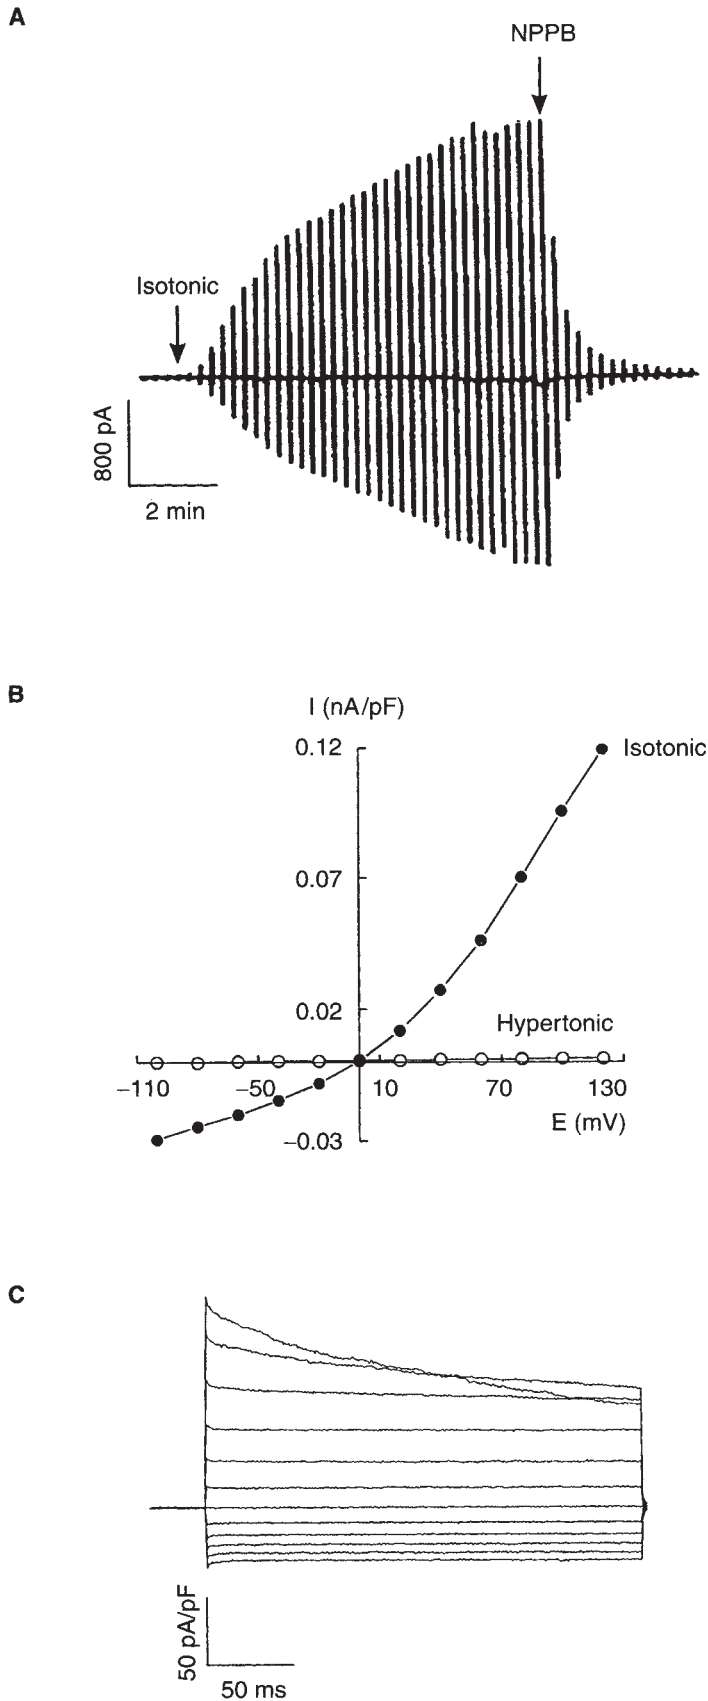 A
NPPB
Isotonic
800 pA
2 min
B
I (nA/pF)
0.12
Isotonic
0.07
0.02
Hypertonic
−110
−50
10
70
130
E (mV)
−0.03
C
50 pA/pF
50 ms